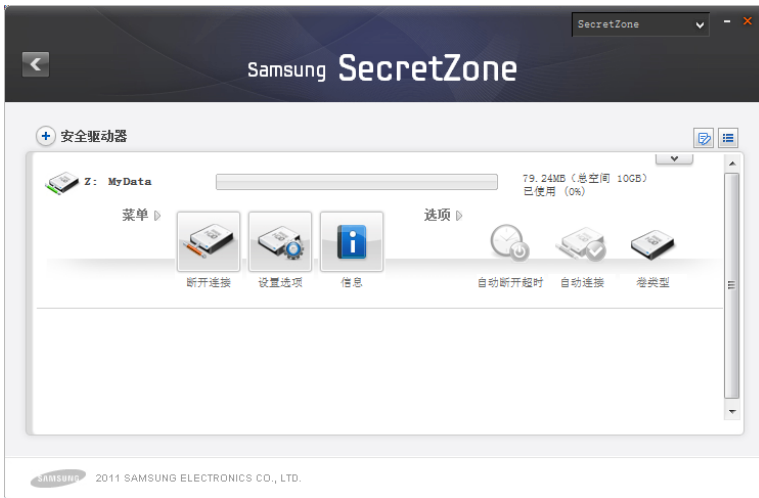 SecretZone
Samsung SecretZone
安全驱动器
Z: MyData
79.24MB (总空间 10GB)
已使用 (0%)
菜单
选项
断开连接
设置选项
信息
自动断开超时
自动连接
卷类型
SAMSUNG
2011 SAMSUNG ELECTRONICS CO., LTD.